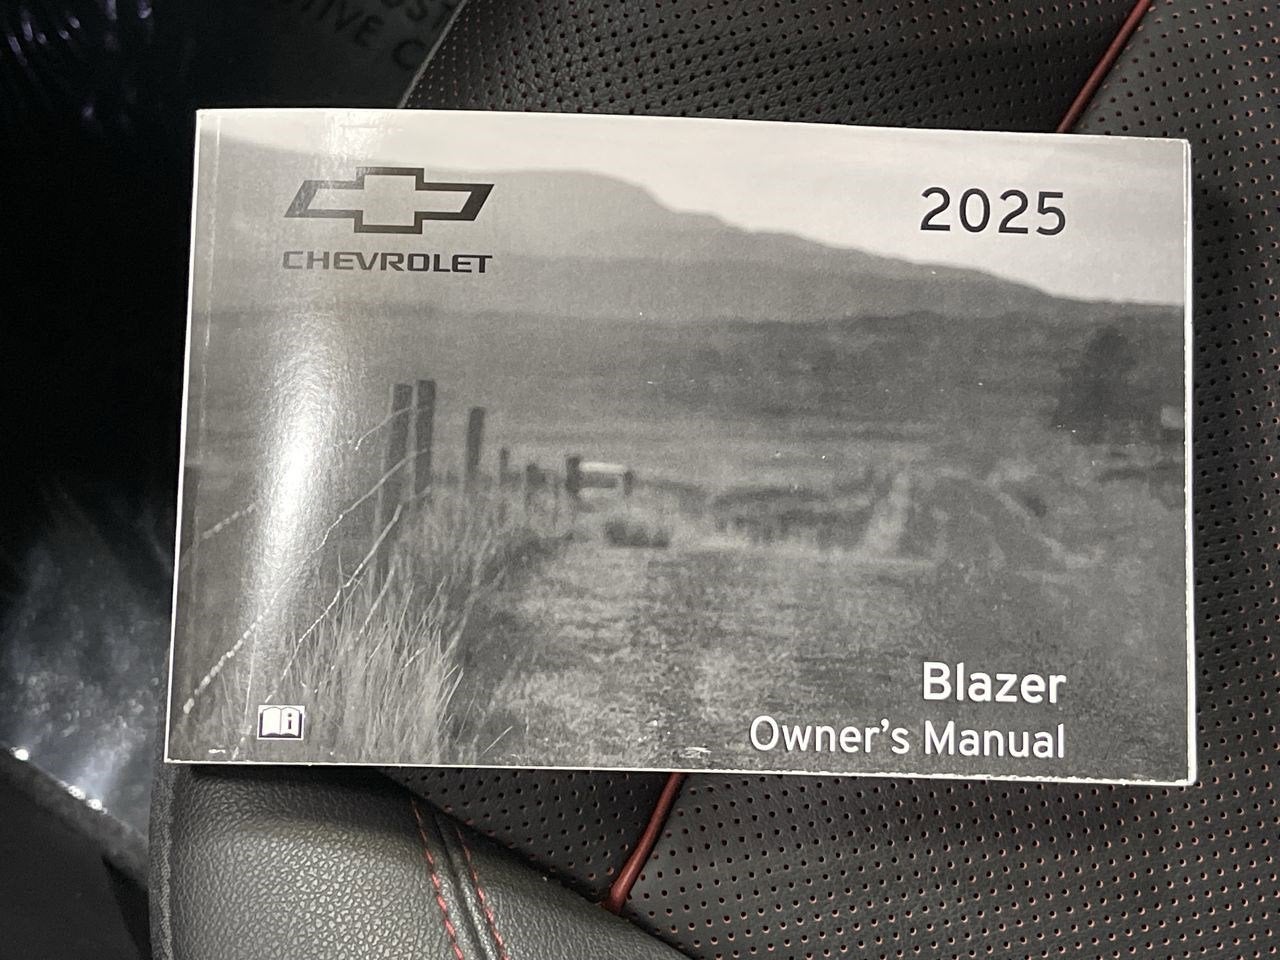 CHEVROLET
2025
Blazer
Owner's Manual